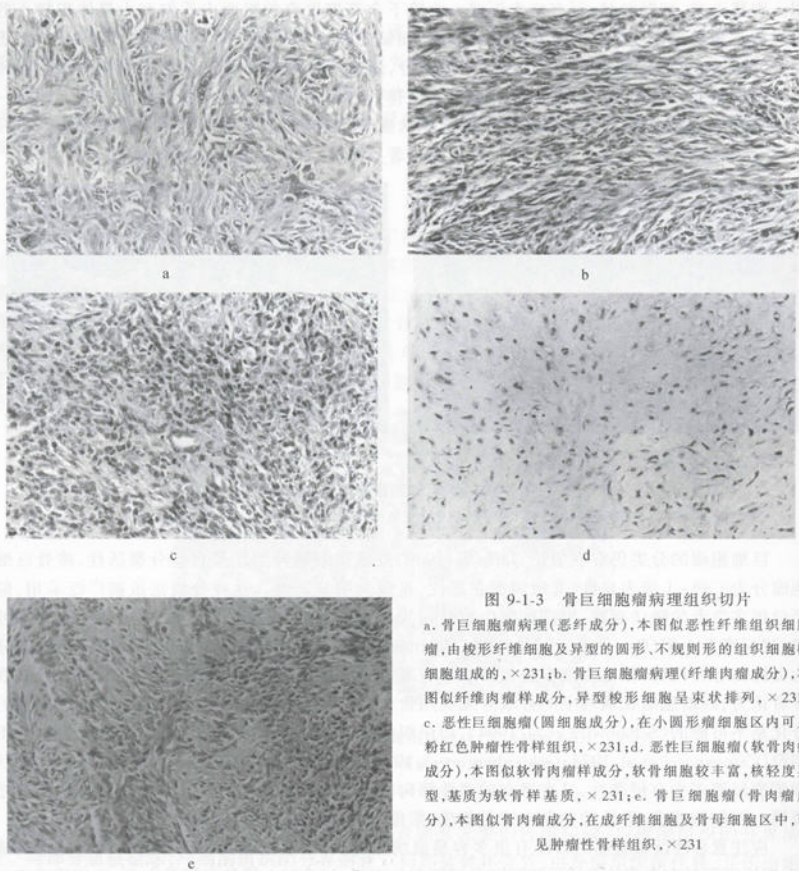 a
b
c
d
e
图 9-1-3 骨巨细胞瘤病理组织切片
a. 骨巨细胞瘤病理(恶纤成分),本图似恶性纤维组织细胞
瘤,由梭形纤维细胞及异型的圆形、不规则形的组织细胞
细胞组成的,×231;b. 骨巨细胞瘤病理(纤维肉瘤成分),
图似纤维肉瘤样成分,异型梭形细胞呈束状排列,×231
c. 恶性巨细胞瘤(圆细胞成分),在小圆形瘤细胞区内可
粉红色肿瘤性骨样组织,×231;d. 恶性巨细胞瘤(软骨肉
成分),本图似软骨肉瘤样成分,软骨细胞较丰富,核轻度
型,基质为软骨样基质,×231;e. 骨巨细胞瘤(骨肉瘤
分),本图似骨肉瘤成分,在成纤维细胞及骨母细胞区中,
见肿瘤性骨样组织,×231